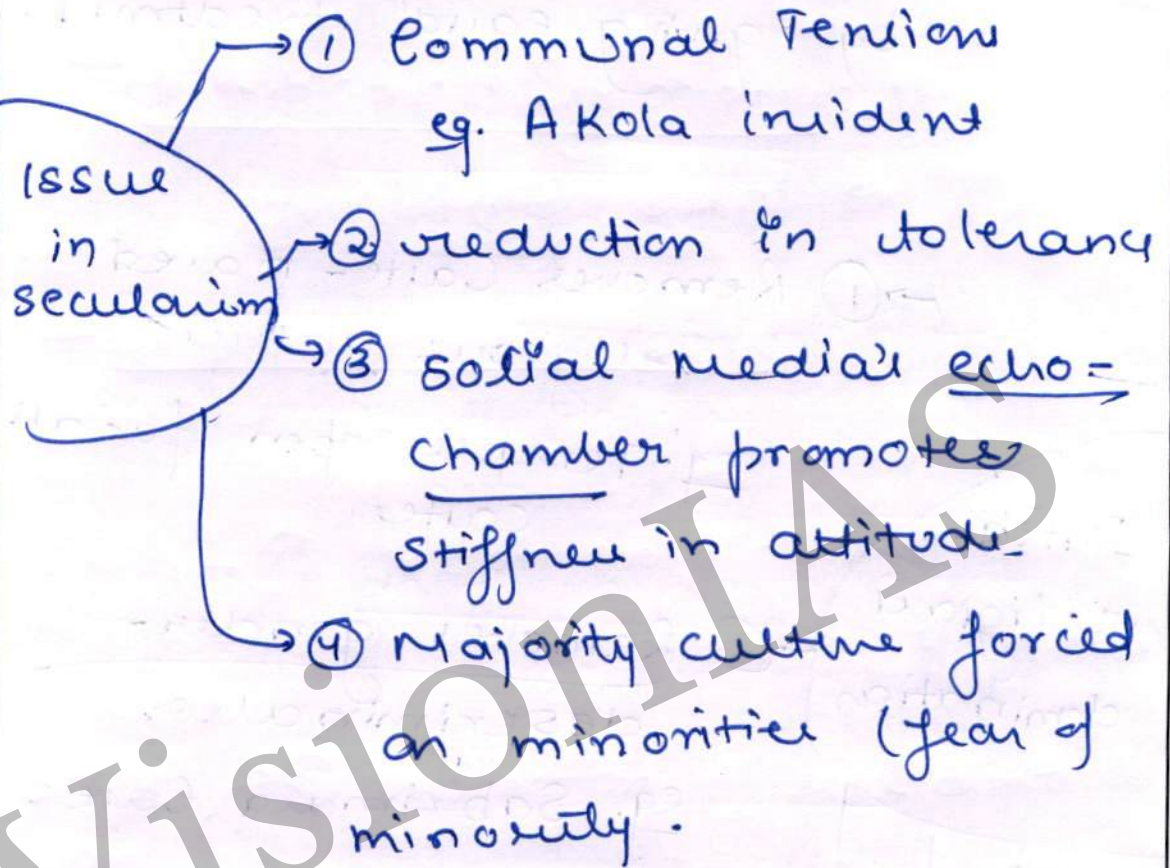 → ① Communal Tension
eg. AKola incident
Issue
in
secularism
→ ② reduction in tolerance
→ ③ social media's echo-
chamber promotes
stiffness in attitude.
→ ④ Majority culture forced
on minorities (fear of
minority.
VisionIAS